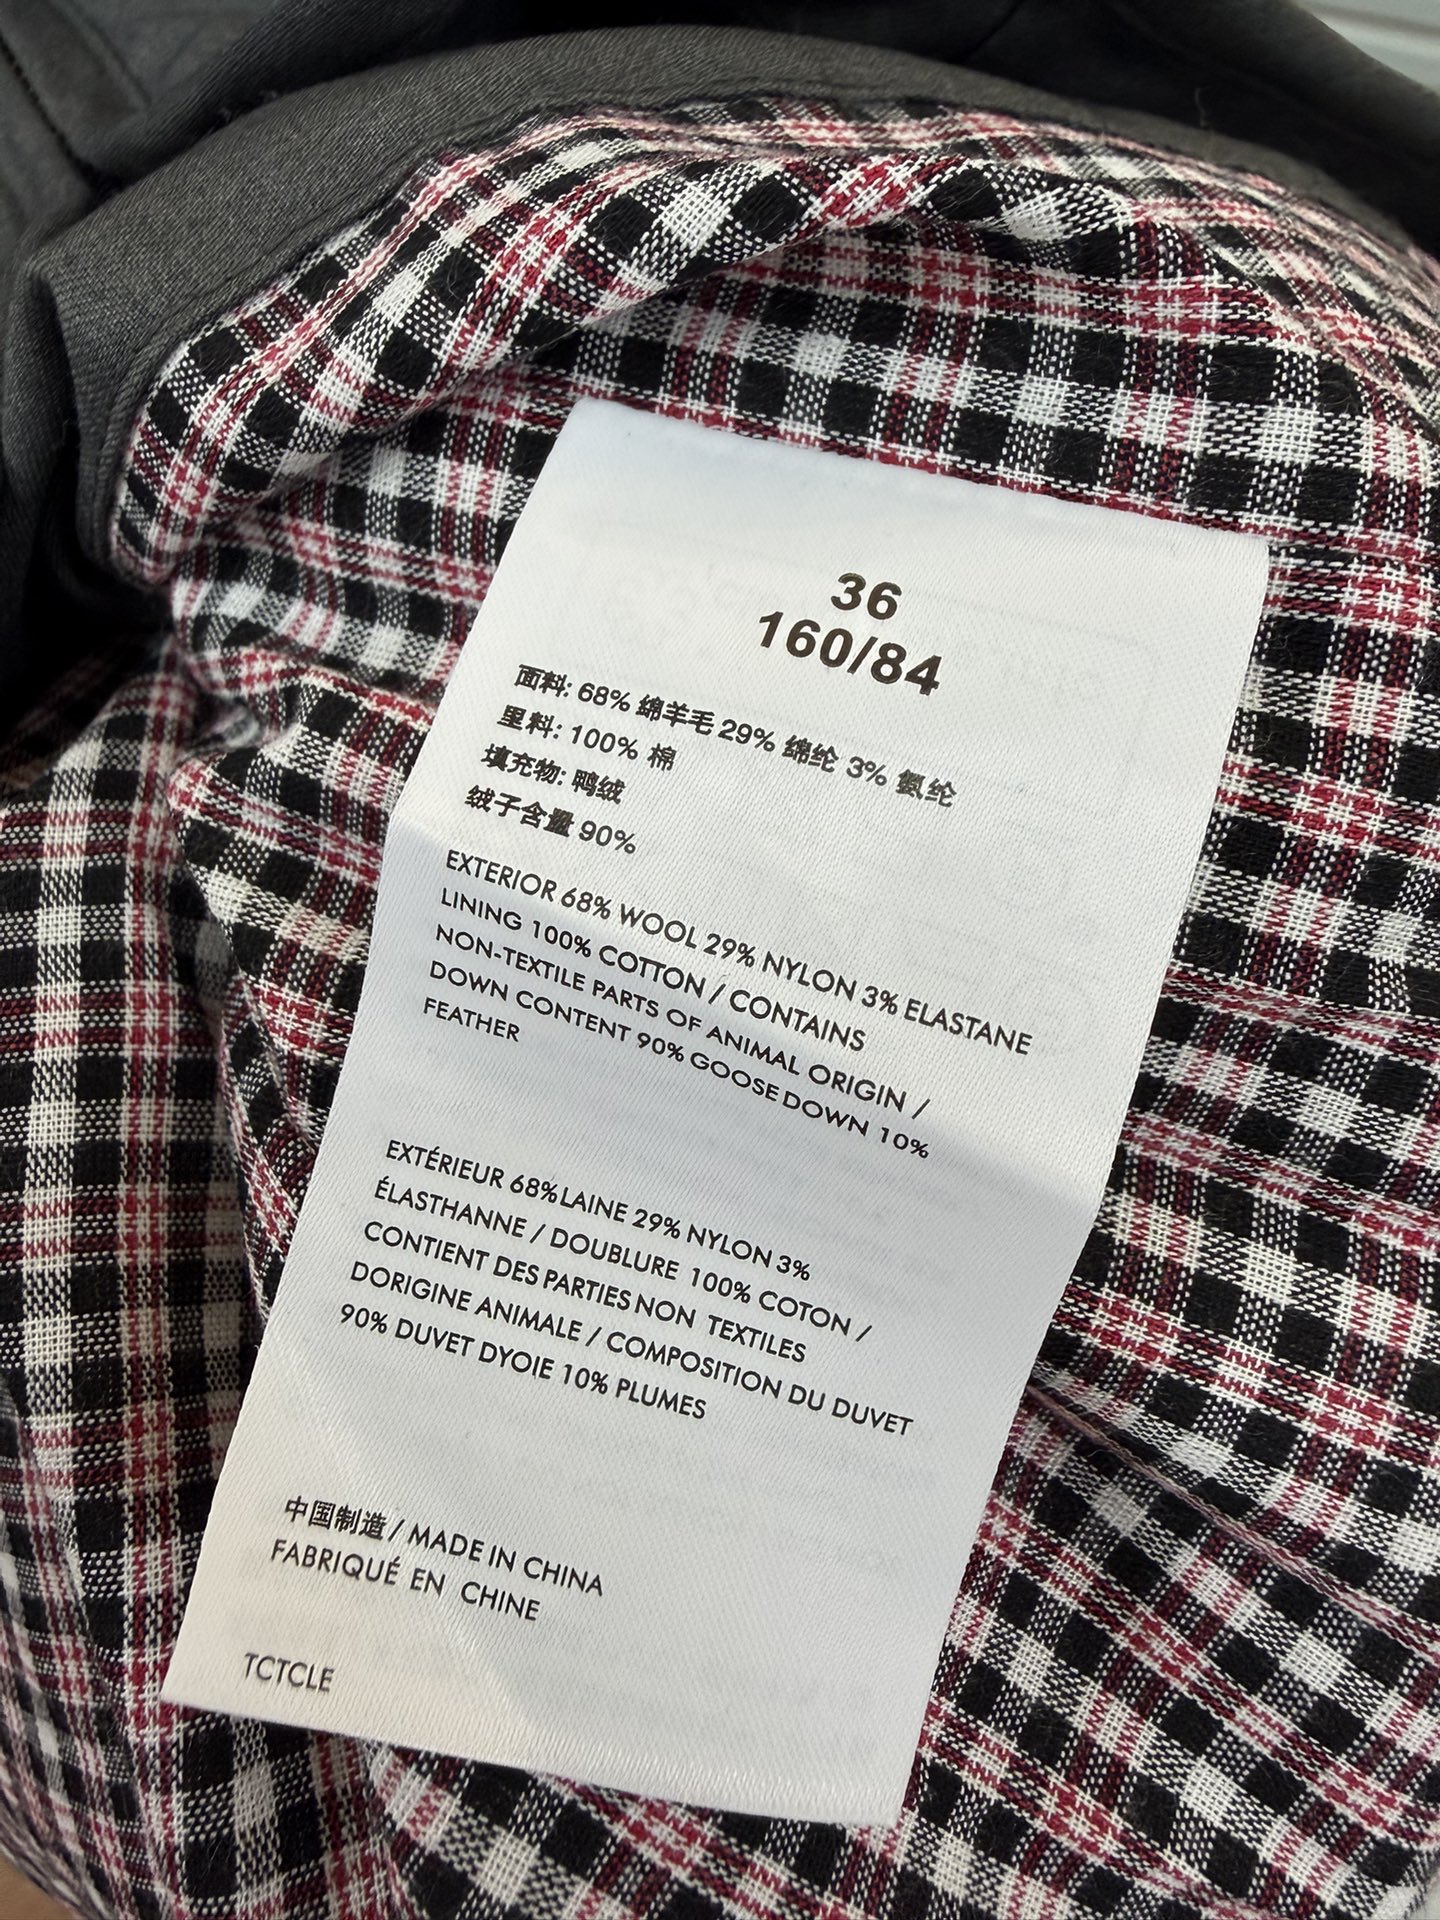 36
160/84
面料: 68% 绵羊毛 29% 绵纶 3% 氨纶
里料: 100% 棉
填充物: 鸭绒
绒子含量 90%
EXTERIOR 68% WOOL 29% NYLON 3% ELASTANE
LINING 100% COTTON / CONTAINS
NON-TEXTILE PARTS OF ANIMAL ORIGIN /
DOWN CONTENT 90% GOOSE DOWN 10%
FEATHER
EXTÉRIEUR 68% LAINE 29% NYLON 3%
ÉLASTHANNE / DOUBLURE 100% COTON /
CONTIENT DES PARTIES NON TEXTILES
DORIGINE ANIMALE / COMPOSITION DU DUVET
90% DUVET DYOIE 10% PLUMES
中国制造 / MADE IN CHINA
FABRIQUÉ EN CHINE
TCTCLE